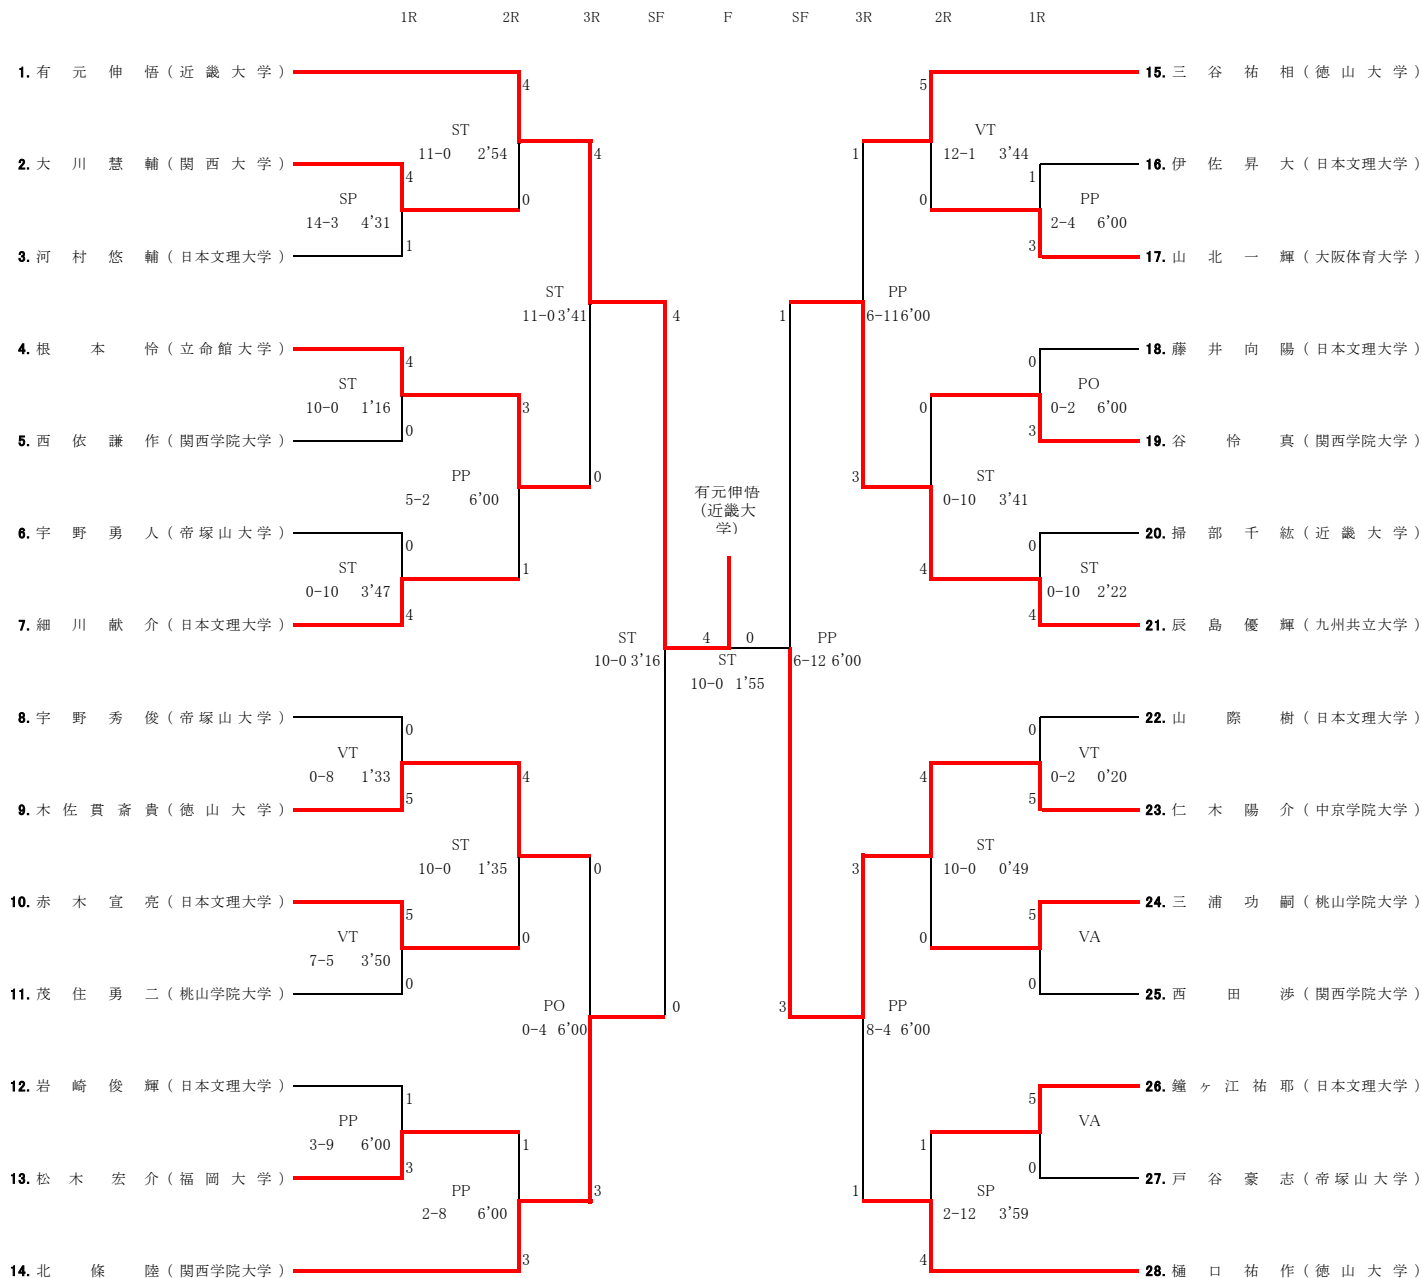 1R 2R 3R SF F SF 3R 2R 1R
1. 有元伸悟（近畿大学） 15. 三谷祐相（徳山大学）
4 5
ST VT
11-0 2'54 4 1 12-1 3'44
2. 大川慧輔（関西大学） 16. 伊佐昇大（日本文理大学）
4 1
SP 0 0 PP
14-3 4'31 2-4 6'00
1 3
3. 河村悠輔（日本文理大学） 17. 山北一輝（大阪体育大学）
ST PP
11-0 3'41 4 1 6-11 6'00
4. 根本怜（立命館大学） 18. 藤井向陽（日本文理大学）
4 0
ST PO
10-0 1'16 3 0 0-2 6'00
0 3
5. 西依謙作（関西学院大学） 19. 谷怜真（関西学院大学）
PP 0 3 ST
5-2 6'00 0-10 3'41
有元伸悟
（近畿大
学）
6. 宇野勇人（帝塚山大学） 20. 掃部千紘（近畿大学）
0 0
ST 1 4 ST
0-10 3'47 0-10 2'22
4 4
7. 細川献介（日本文理大学） 21. 辰島優輝（九州共立大学）
ST 4 0 PP
10-0 3'16 ST 6-12 6'00
10-0 1'55
8. 宇野秀俊（帝塚山大学） 22. 山際樹（日本文理大学）
0 0
VT VT
0-8 1'33 4 4 0-2 0'20
5 5
9. 木佐貫斎貴（徳山大学） 23. 仁木陽介（中京学院大学）
ST ST
10-0 1'35 0 3 10-0 0'49
10. 赤木宣亮（日本文理大学） 24. 三浦功嗣（桃山学院大学）
5 5
VT 0 0 VA
7-5 3'50
0 0
11. 茂住勇二（桃山学院大学） 25. 西田渉（関西学院大学）
PO 0 3 PP
0-4 6'00 8-4 6'00
12. 岩崎俊輝（日本文理大学） 26. 鐘ヶ江祐耶（日本文理大学）
1 5
PP VA
3-9 6'00 1 1
3 0
13. 松木宏介（福岡大学） 27. 戸谷豪志（帝塚山大学）
PP 3 1 SP
2-8 6'00 2-12 3'59
3 4
14. 北條陸（関西学院大学） 28. 樋口祐作（徳山大学）